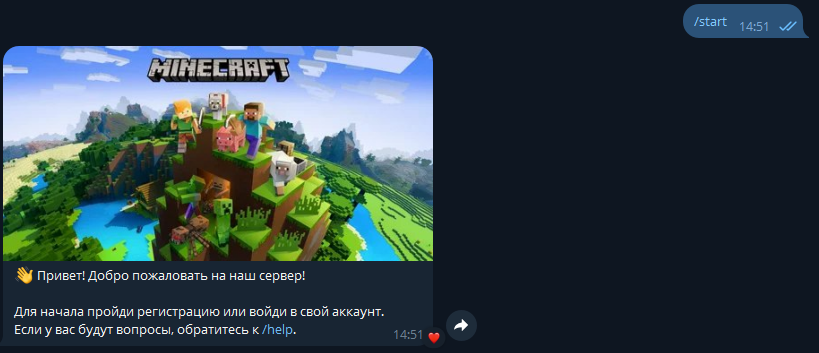 /start 14:51
MINECRAFT
👋 Привет! Добро пожаловать на наш сервер!
Для начала пройди регистрацию или войди в свой аккаунт.
Если у вас будут вопросы, обратитесь к /help.
14:51